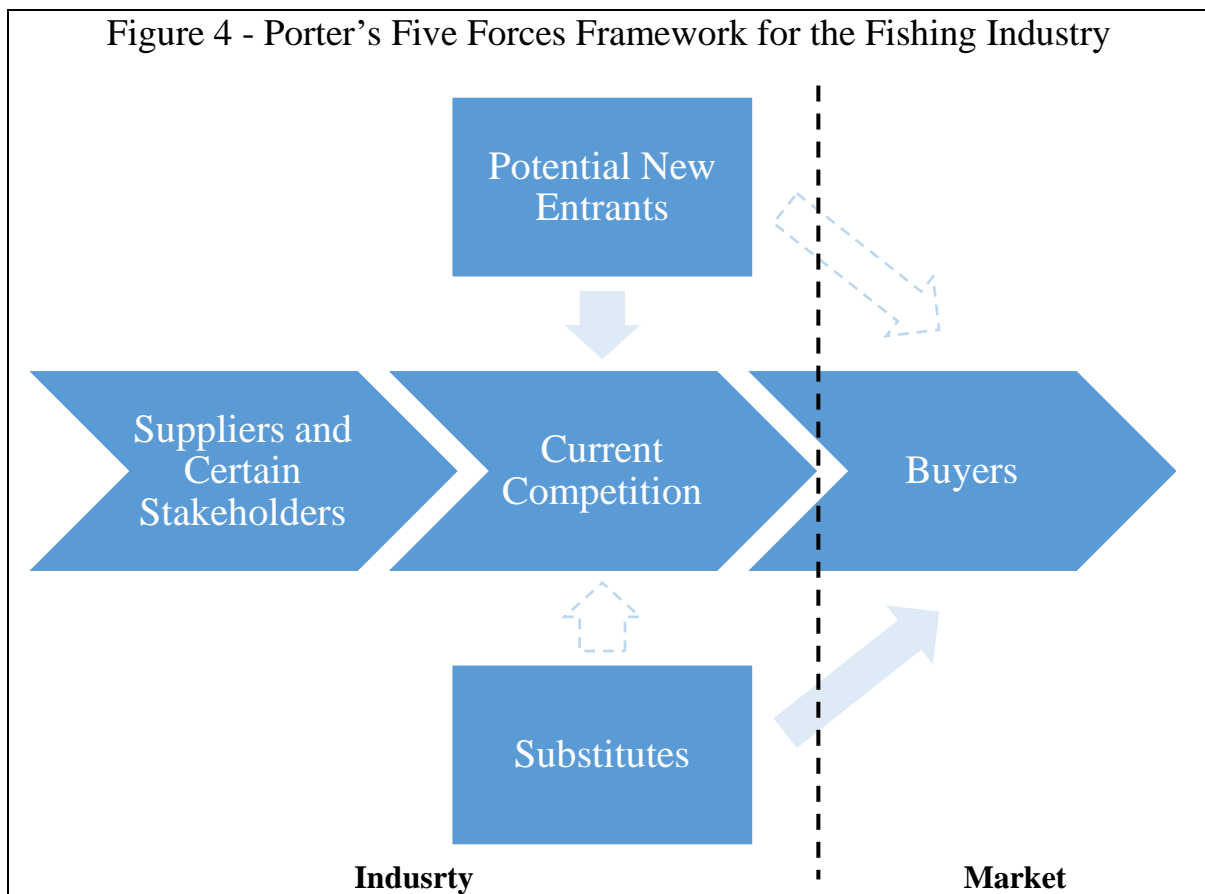 Figure 4 - Porter’s Five Forces Framework for the Fishing Industry
Potential New
Entrants
Suppliers and
Certain
Stakeholders
Current
Competition
Buyers
Substitutes
Indusrty
Market